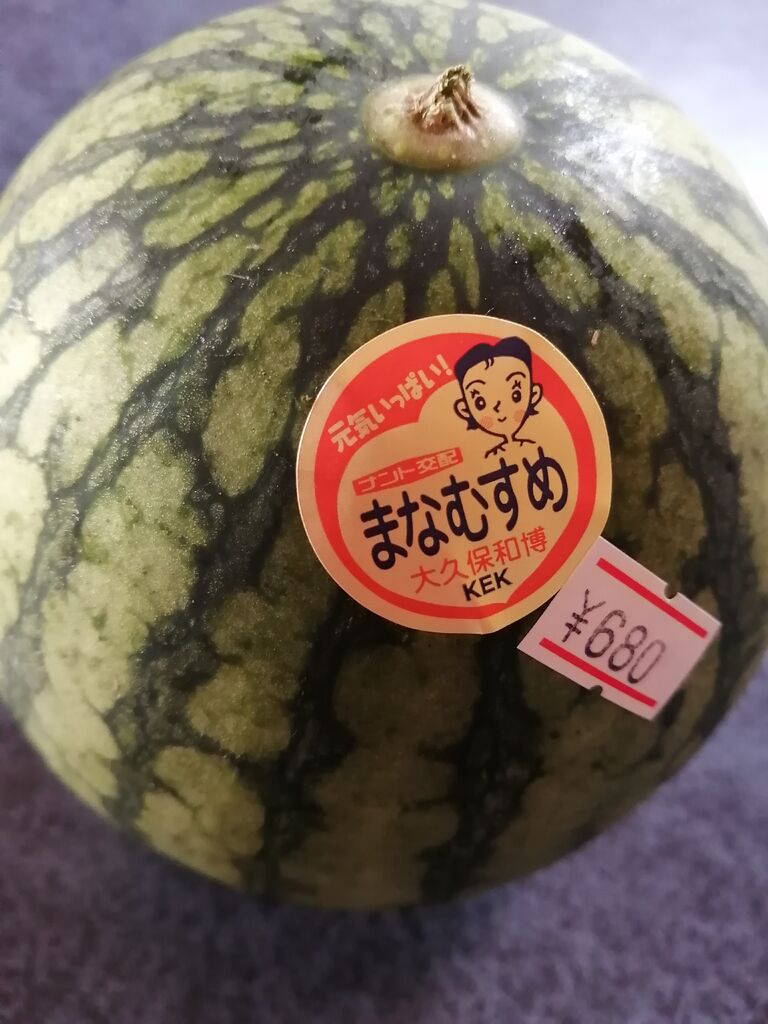 元気いっぱい!
ナント交配
まなむすめ
大久保和博
KEK
¥680